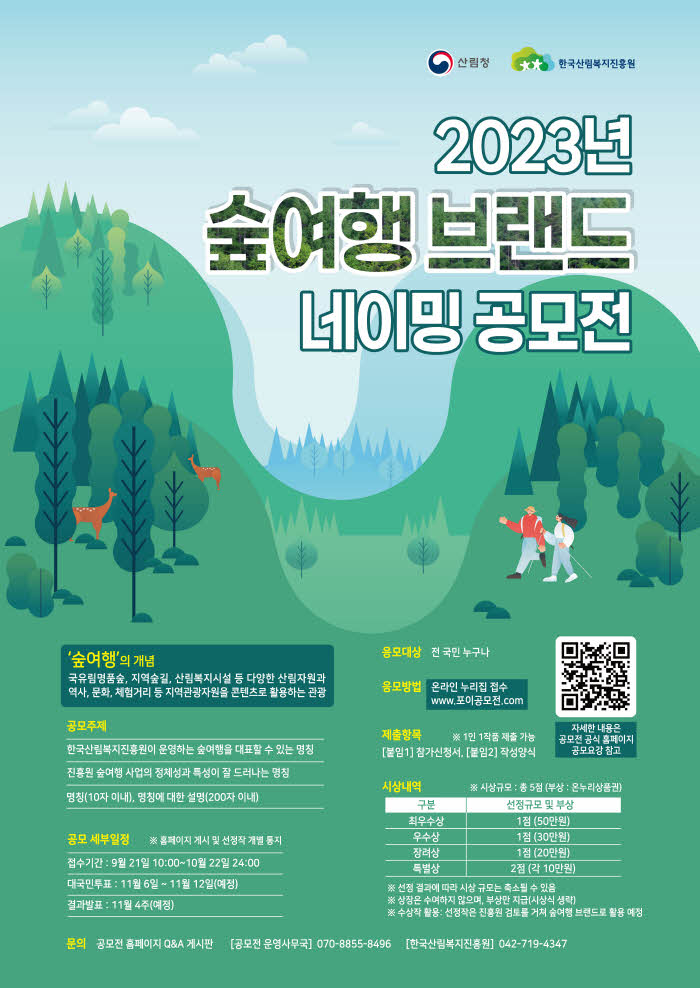 산림청
한국산림복지진흥원
2023년
숲여행 브랜드
네이밍 공모전
'숲여행'의 개념
국유림명품숲, 지역숲길, 산림복지시설 등 다양한 산림자원과
역사, 문화, 체험거리 등 지역관광자원을 콘텐츠로 활용하는 관광
공모주제
한국산림복지진흥원이 운영하는 숲여행을 대표할 수 있는 명칭
진흥원 숲여행 사업의 정체성과 특성이 잘 드러나는 명칭
명칭(10자 이내), 명칭에 대한 설명(200자 이내)
공모 세부일정 ※ 홈페이지 게시 및 선정작 개별 통지
접수기간 : 9월 21일 10:00~10월 22일 24:00
대국민투표 : 11월 6일 ~ 11월 12일(예정)
결과발표 : 11월 4주(예정)
응모대상 전 국민 누구나
응모방법 온라인 누리집 접수
www.포이공모전.com
제출항목 ※ 1인 1작품 제출 가능
[붙임1] 참가신청서, [붙임2] 작성양식
자세한 내용은
공모전 공식 홈페이지
공모요강 참고
시상내역 ※ 시상규모 : 총 5점 (부상 : 온누리상품권)
구분 선정규모 및 부상
최우수상 1점 (50만원)
우수상 1점 (30만원)
장려상 1점 (20만원)
특별상 2점 (각 10만원)
※ 선정 결과에 따라 시상 규모는 축소될 수 있음
※ 상장은 수여하지 않으며, 부상만 지급(시상식 생략)
※ 수상작 활용: 선정작은 진흥원 검토를 거쳐 숲여행 브랜드로 활용 예정
문의 공모전 홈페이지 Q&A 게시판 [공모전 운영사무국] 070-8855-8496 [한국산림복지진흥원] 042-719-4347